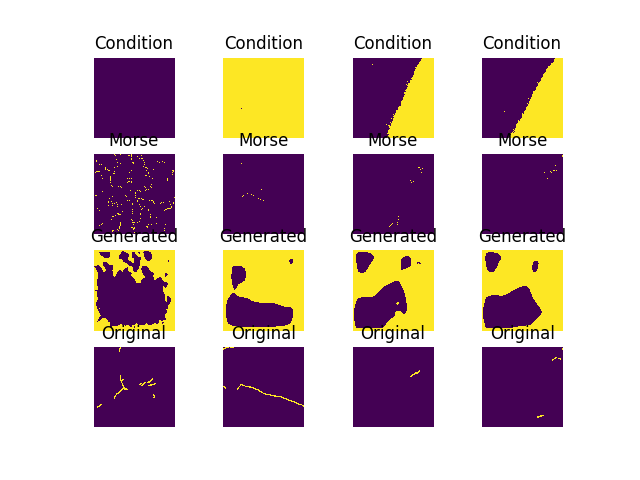 Condition Condition Condition Condition
Morse Morse Morse Morse
Generated Generated Generated Generated
Original Original Original Original